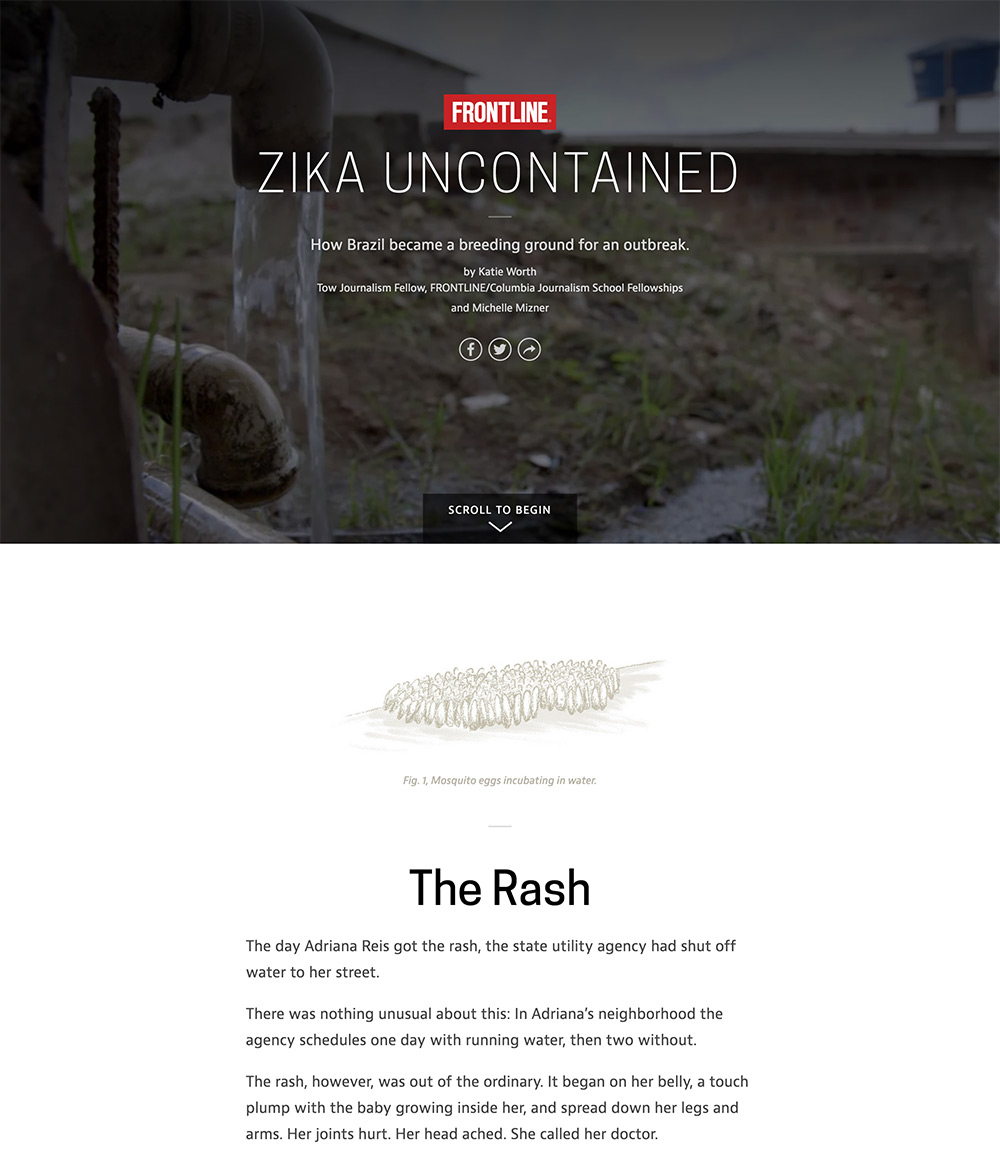 FRONTLINE
ZIKA UNCONTAINED
How Brazil became a breeding ground for an outbreak.
by Katie Worth
Tow Journalism Fellow, FRONTLINE/Columbia Journalism School Fellowships
and Michelle Mizner
SCROLL TO BEGIN
Fig. 1, Mosquito eggs incubating in water.
The Rash
The day Adriana Reis got the rash, the state utility agency had shut off
water to her street.
There was nothing unusual about this: In Adriana’s neighborhood the
agency schedules one day with running water, then two without.
The rash, however, was out of the ordinary. It began on her belly, a touch
plump with the baby growing inside her, and spread down her legs and
arms. Her joints hurt. Her head ached. She called her doctor.